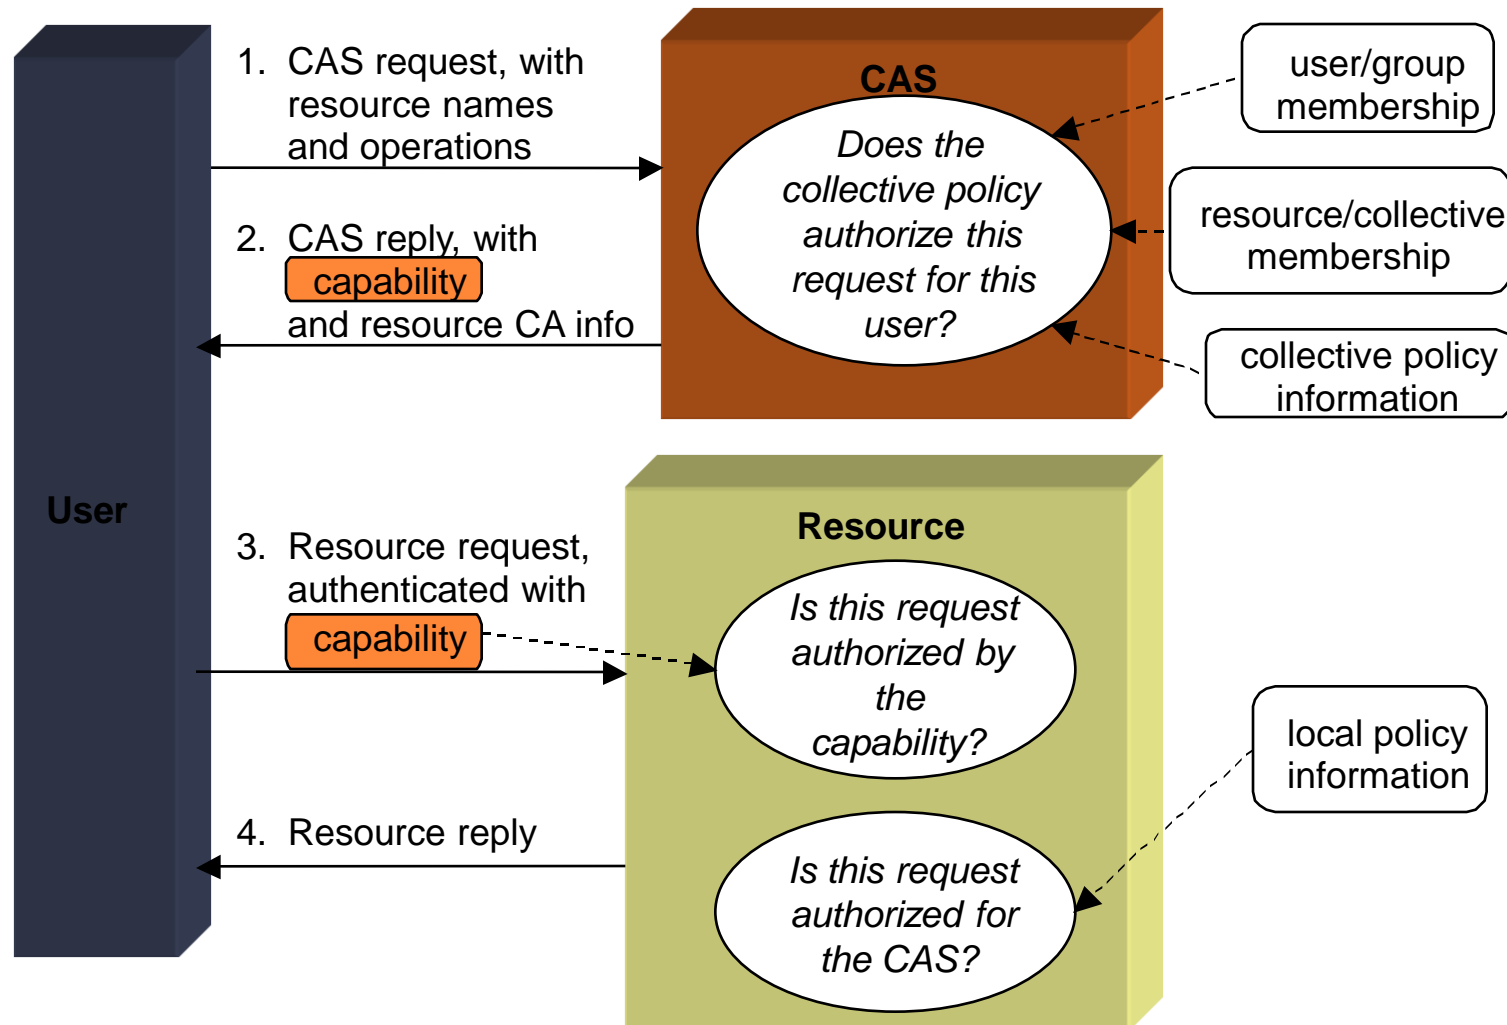 1. CAS request, with
resource names
and operations
2. CAS reply, with
capability
and resource CA info
User
3. Resource request,
authenticated with
capability
4. Resource reply
CAS
Does the
collective policy
authorize this
request for this
user?
user/group
membership
resource/collective
membership
collective policy
information
Resource
Is this request
authorized by
the
capability?
Is this request
authorized for
the CAS?
local policy
information